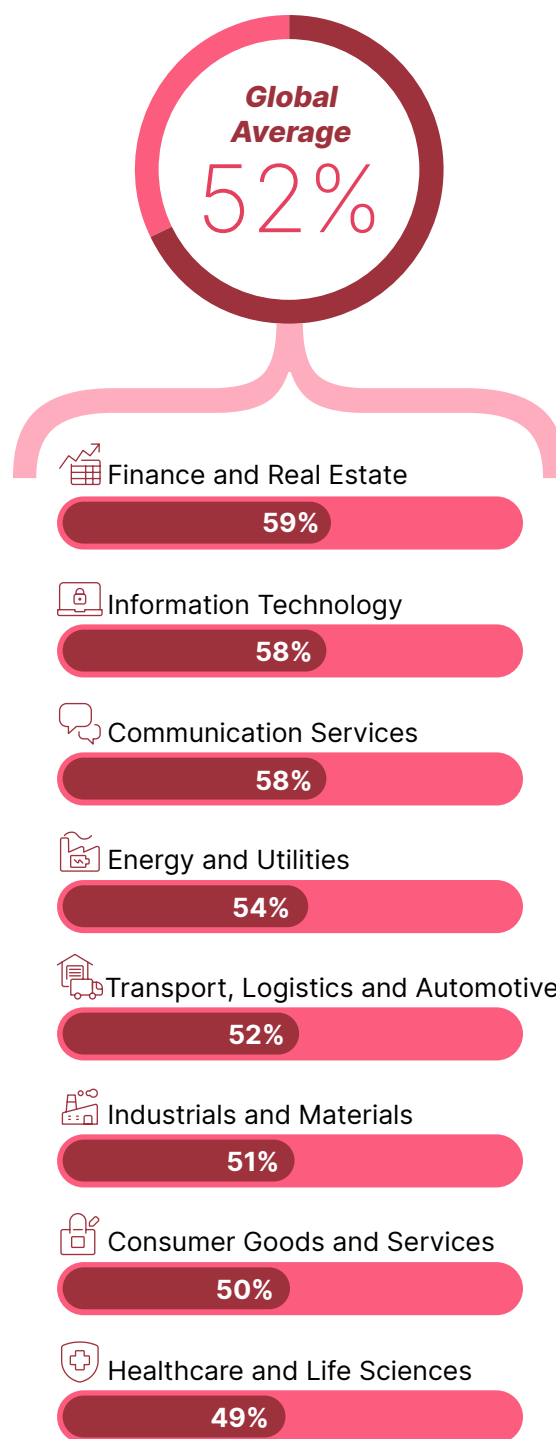 Global
Average
52%
Finance and Real Estate
59%
Information Technology
58%
Communication Services
58%
Energy and Utilities
54%
Transport, Logistics and Automotive
52%
Industrials and Materials
51%
Consumer Goods and Services
50%
Healthcare and Life Sciences
49%